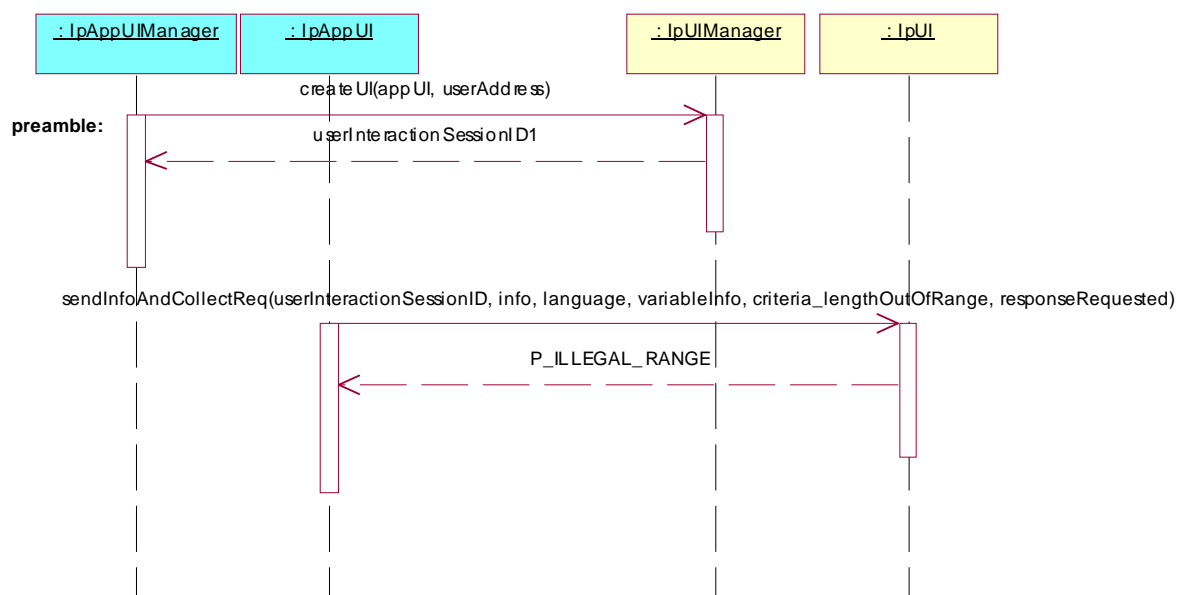 : IpAppUIManager
: IpAppUI
: IpUIManager
: IpUI
createUI(appUI, userAddress)
preamble:
userInteractionSessionID1
sendInfoAndCollectReq(userInteractionSessionID, info, language, variableInfo, criteria_lengthOutOfRange, responseRequested)
P_ILLEGAL_RANGE